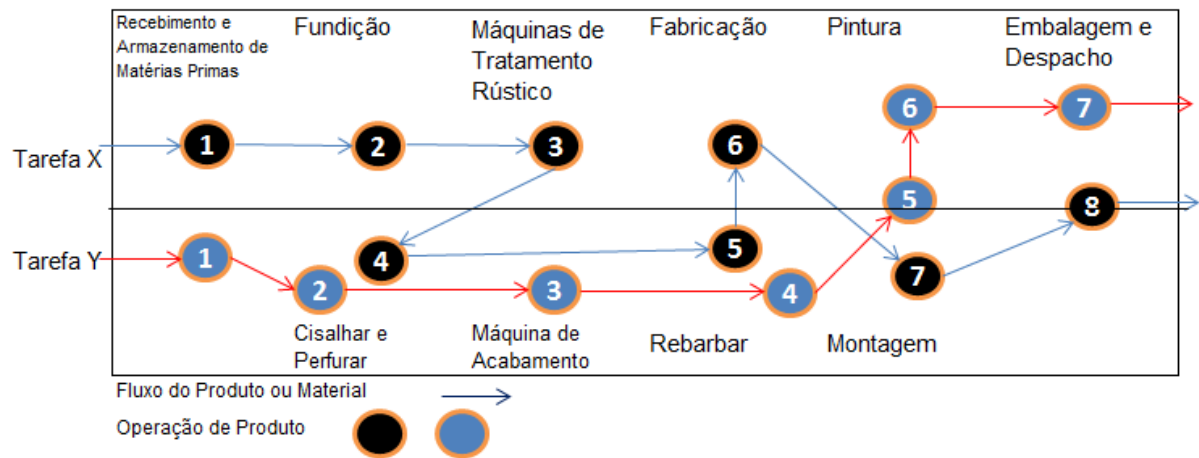 Recebimento e
Armazenamento de
Matérias Primas
Fundição
Máquinas de
Tratamento
Rústico
Fabricação
Pintura
Embalagem e
Despacho
6
7
Tarefa X
1
2
3
6
5
8
Tarefa Y
1
4
5
7
2
3
4
Cisalhar e
Perfurar
Máquina de
Acabamento
Rebarbar
Montagem
Fluxo do Produto ou Material
Operação de Produto